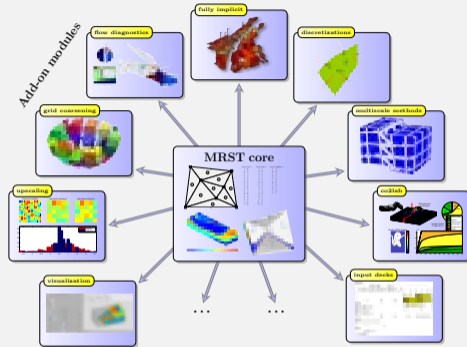 Add-on modules
fully implicit
flow diagnostics
discretizations
grid coarsening
multiscale methods
MRST core
upscaling
co2lab
visualization
input decks
...
...